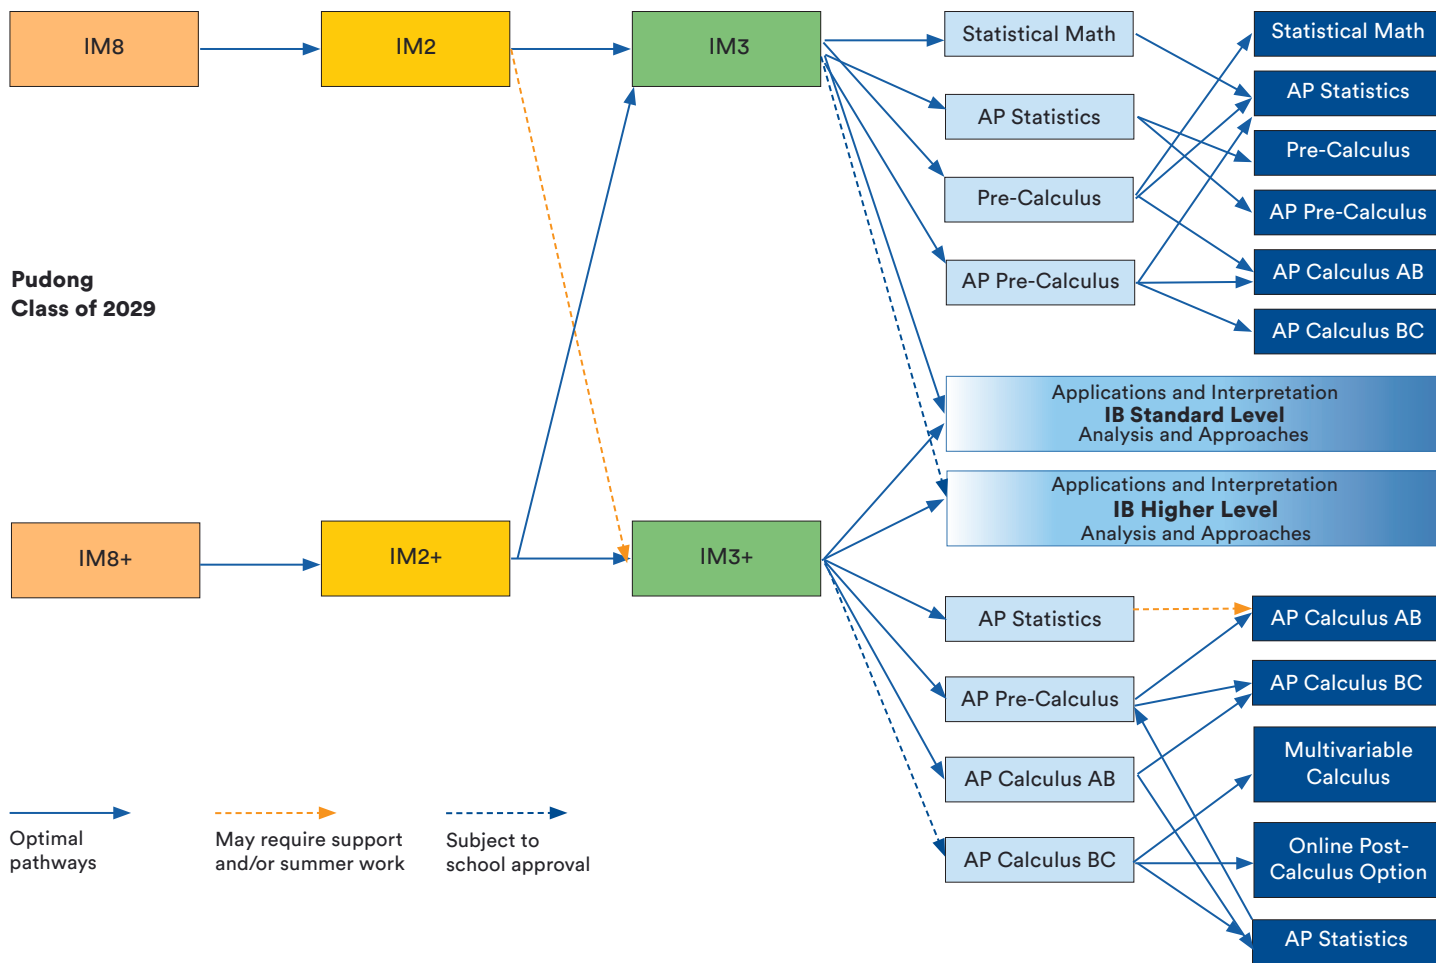 IM8
IM2
IM3
Statistical Math
AP Statistics
Pre-Calculus
AP Pre-Calculus
Statistical Math
AP Statistics
Pre-Calculus
AP Pre-Calculus
AP Calculus AB
AP Calculus BC
Pudong
Class of 2029
Applications and Interpretation
IB Standard Level
Analysis and Approaches
Applications and Interpretation
IB Higher Level
Analysis and Approaches
IM8+
IM2+
IM3+
AP Statistics
AP Pre-Calculus
AP Calculus AB
AP Calculus BC
AP Calculus AB
AP Calculus BC
Multivariable
Calculus
Online Post-
Calculus Option
AP Statistics
Optimal
pathways
May require support
and/or summer work
Subject to
school approval